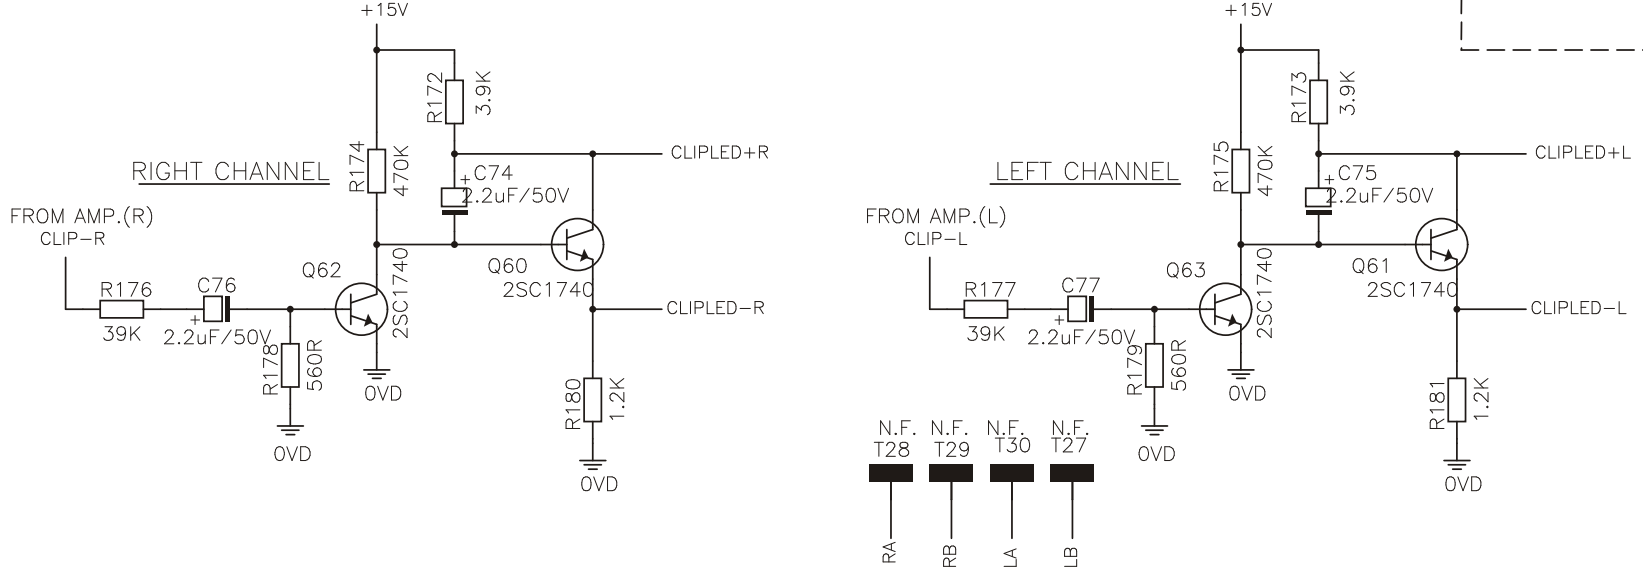 +15V
R172
3.9K
R174
470K
CLIPLED+R
RIGHT CHANNEL
+C74
2.2uF/50V
FROM AMP.(R)
CLIP-R
Q62
2SC1740
Q60
2SC1740
R176
39K
C76
+
2.2uF/50V
CLIPLED-R
R178
560R
0VD
0VD
R180
1.2K
0VD
+15V
R173
3.9K
R175
470K
CLIPLED+L
LEFT CHANNEL
+C75
2.2uF/50V
FROM AMP.(L)
CLIP-L
Q63
2SC1740
Q61
2SC1740
R177
39K
C77
+
2.2uF/50V
CLIPLED-L
R179
560R
0VD
0VD
R181
1.2K
0VD
N.F. N.F. N.F. N.F.
T28 T29 T30 T27
RA RB LA LB